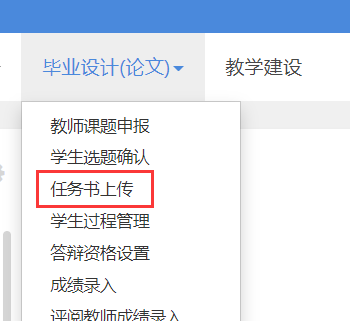 毕业设计(论文) 教学建设
教师课题申报
学生选题确认
任务书上传
学生过程管理
答辩资格设置
成绩录入
评阅教师成绩录入